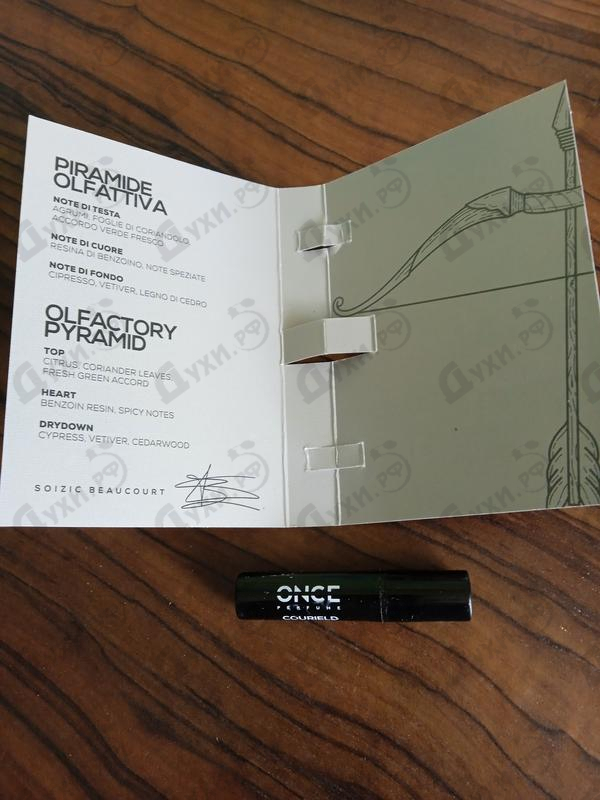 PIRAMIDE
OLFATTIVA
NOTE DI TESTA
AGRUMI, FOGLIE DI CORIANDOLO,
ACCORDO VERDE FRESCO
NOTE DI CUORE
RESINA DI BENZOINO, NOTE SPEZIATE
NOTE DI FONDO
CIPRESSO, VETIVER, LEGNO DI CEDRO
OLFACTORY
PYRAMID
TOP
CITRUS, CORIANDER LEAVES,
FRESH GREEN ACCORD
HEART
BENZOIN RESIN, SPICY NOTES
DRYDOWN
CYPRESS, VETIVER, CEDARWOOD
SOIZIC BEAUCOURT
ONCE
PERFUME
COURIELD
Духи.рф